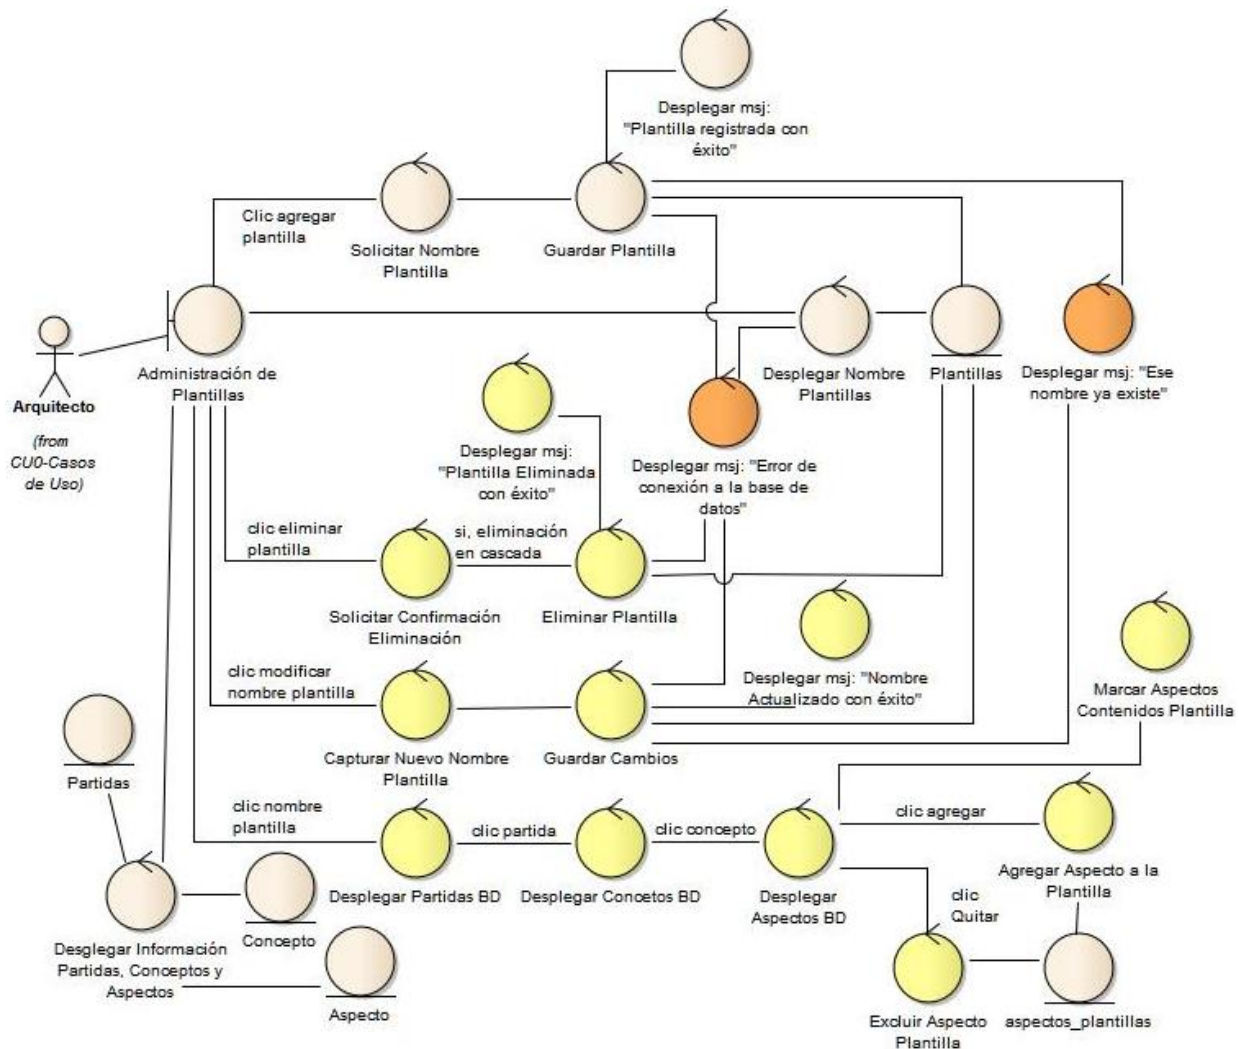 Desplegar msj:
"Plantilla registrada con
éxito"
Clic agregar
plantilla
Solicitar Nombre
Plantilla
Guardar Plantilla
Arquitecto
(from
CU0-Casos
de Uso)
Administración de
Plantillas
Desplegar Nombre
Plantillas
Plantillas
Desplegar msj: "Ese
nombre ya existe"
Desplegar msj:
"Plantilla Eliminada
con éxito"
Desplegar msj: "Error de
conexión a la base de
datos"
clic eliminar
plantilla
si, eliminación
en cascada
Solicitar Confirmación
Eliminación
Eliminar Plantilla
Desplegar msj: "Nombre
Actualizado con éxito"
Marcar Aspectos
Contenidos Plantilla
clic modificar
nombre plantilla
Capturar Nuevo Nombre
Plantilla
Guardar Cambios
Partidas
clic nombre
plantilla
clic partida
clic concepto
clic agregar
Desplegar Partidas BD
Desplegar Concetos BD
Desplegar
Aspectos BD
Agregar Aspecto a la
Plantilla
clic
Quitar
Desglegar Información
Partidas, Conceptos y
Aspectos
Concepto
Aspecto
Excluir Aspecto
Plantilla
aspectos_plantillas